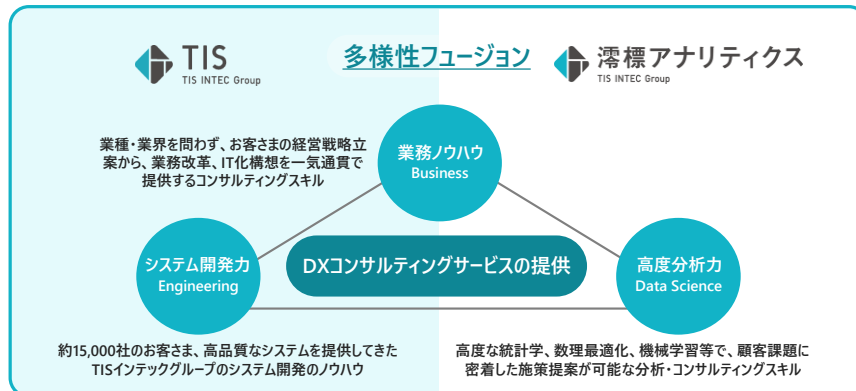 TIS
TIS INTEC Group
多様性フュージョン
澪標アナリティクス
TIS INTEC Group
業種・業界を問わず、お客さまの経営戦略立
案から、業務改革、IT化構想を一気通貫で
提供するコンサルティングスキル
業務ノウハウ
Business
システム開発力
Engineering
DXコンサルティングサービスの提供
高度分析力
Data Science
約15,000社のお客さま、高品質なシステムを提供してきた
TISインテックグループのシステム開発のノウハウ
高度な統計学、数理最適化、機械学習等で、顧客課題に
密着した施策提案が可能な分析・コンサルティングスキル